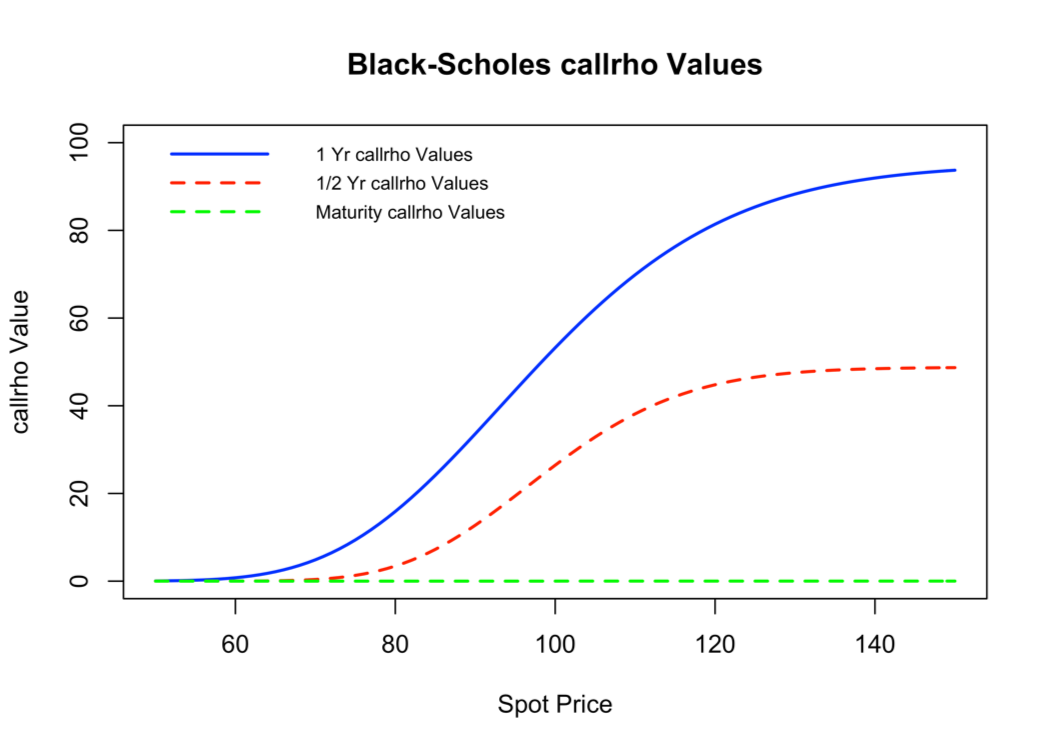 Black-Scholes callrho Values
1 Yr callrho Values
1/2 Yr callrho Values
Maturity callrho Values
callrho Value
100
80
60
40
20
0
60 80 100 120 140
Spot Price